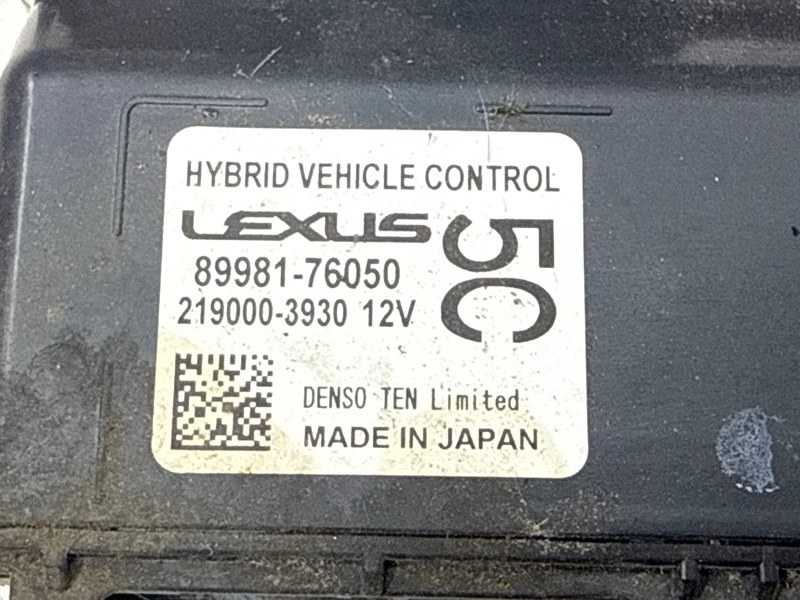 HYBRID VEHICLE CONTROL
LEXUS
5C
89981-76050
219000-3930 12V
DENSO TEN Limited
MADE IN JAPAN